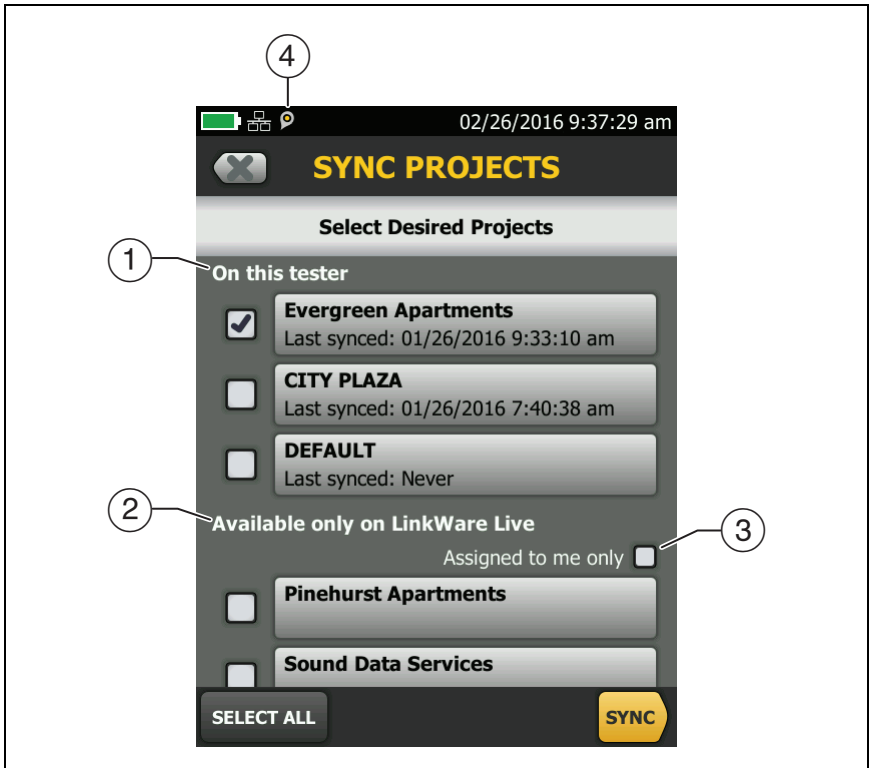 4
02/26/2016 9:37:29 am
SYNC PROJECTS
Select Desired Projects
1
On this tester
Evergreen Apartments
Last synced: 01/26/2016 9:33:10 am
CITY PLAZA
Last synced: 01/26/2016 7:40:38 am
DEFAULT
Last synced: Never
2
Available only on LinkWare Live
3
Assigned to me only
Pinehurst Apartments
Sound Data Services
SELECT ALL
SYNC